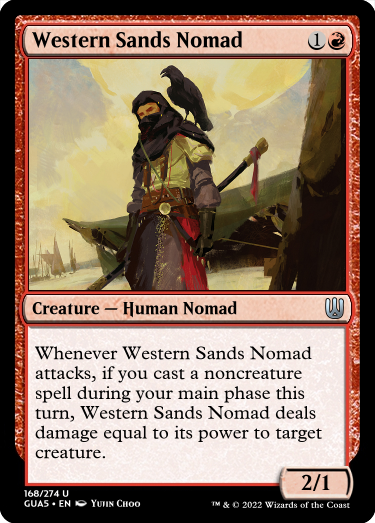 Western Sands Nomad 1
Creature — Human Nomad
Whenever Western Sands Nomad
attacks, if you cast a noncreature
spell during your main phase this
turn, Western Sands Nomad deals
damage equal to its power to target
creature.
2/1
168/274 U
GUA5 • EN Yujin Choo
™ & © 2022 Wizards of the Coast